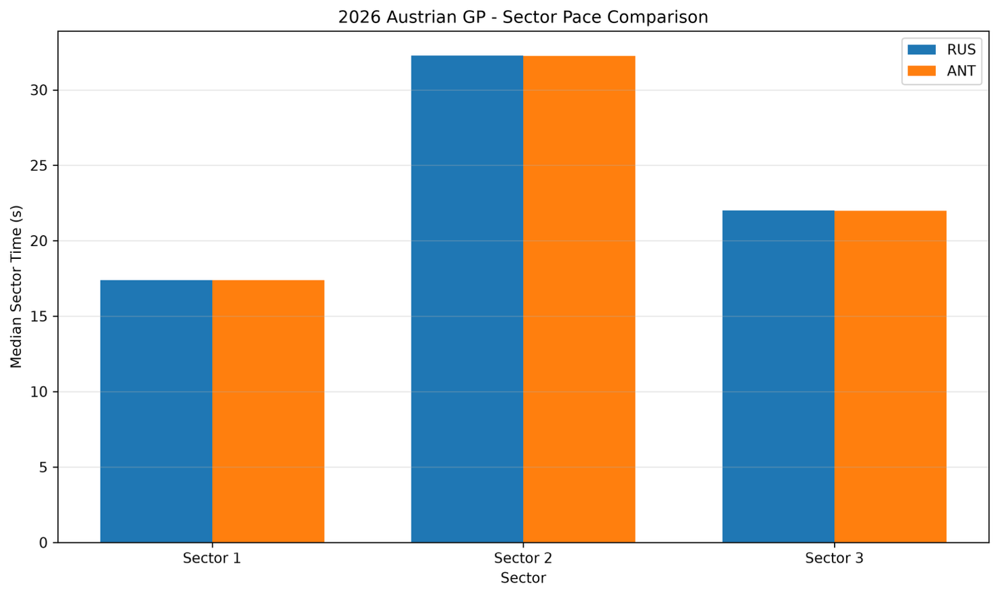 2026 Austrian GP - Sector Pace Comparison
RUS
ANT
Median Sector Time (s)
30
25
20
15
10
5
0
Sector 1
Sector 2
Sector 3
Sector